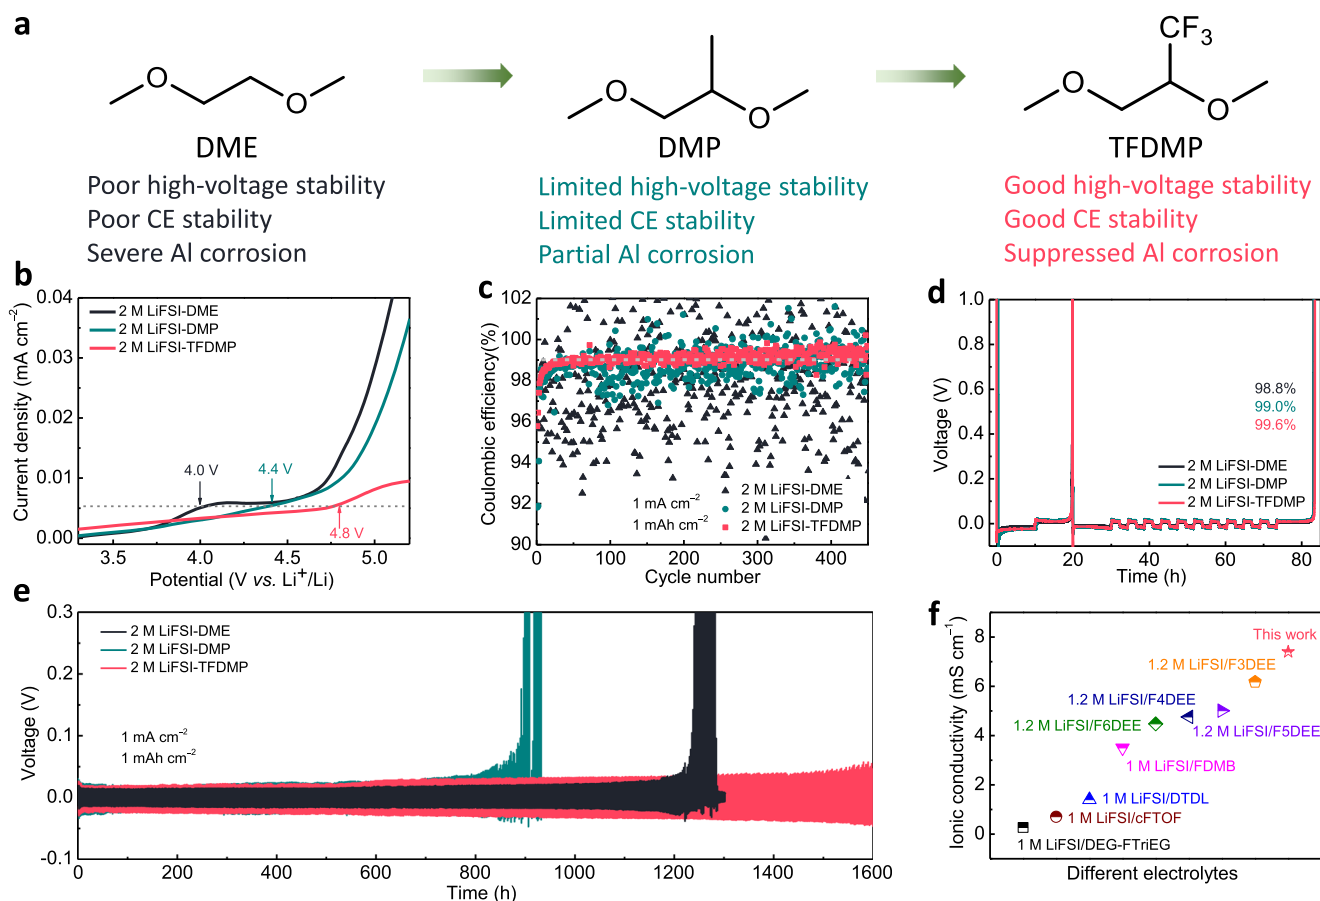 a
O
O
DME
Poor high-voltage stability
Poor CE stability
Severe Al corrosion
O
O
DMP
Limited high-voltage stability
Limited CE stability
Partial Al corrosion
CF3
O
O
TFDMP
Good high-voltage stability
Good CE stability
Suppressed Al corrosion
b
0.04
0.03
0.02
0.01
0.00
Current density (mA cm−2)
2 M LiFSI-DME
2 M LiFSI-DMP
2 M LiFSI-TFDMP
4.0 V
4.4 V
4.8 V
3.5 4.0 4.5 5.0
Potential (V vs. Li+/Li)
c
102
100
98
96
94
92
90
Coulombic efficiency(%)
1 mA cm−2
1 mAh cm−2
2 M LiFSI-DME
2 M LiFSI-DMP
2 M LiFSI-TFDMP
0 100 200 300 400
Cycle number
d
1.0
0.8
0.6
0.4
0.2
0.0
Voltage (V)
98.8%
99.0%
99.6%
2 M LiFSI-DME
2 M LiFSI-DMP
2 M LiFSI-TFDMP
0 20 40 60 80
Time (h)
e
0.3
0.2
0.1
0.0
-0.1
Voltage (V)
2 M LiFSI-DME
2 M LiFSI-DMP
2 M LiFSI-TFDMP
1 mA cm−2
1 mAh cm−2
0 200 400 600 800 1000 1200 1400 1600
Time (h)
f
8
6
4
2
0
Ionic conductivity (mS cm−1)
This work
1.2 M LiFSI/F3DEE
1.2 M LiFSI/F4DEE
1.2 M LiFSI/F6DEE
1.2 M LiFSI/F5DEE
1 M LiFSI/FDMB
1 M LiFSI/DTDL
1 M LiFSI/cFTOF
1 M LiFSI/DEG-FTriEG
Different electrolytes